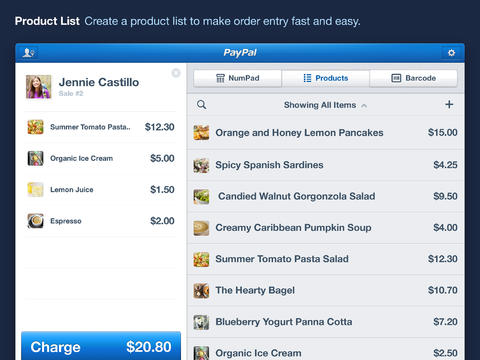 Product List Create a product list to make order entry fast and easy.
PayPal
Jennie Castillo
Sale #2
Summer Tomato Pasta.. $12.30
Organic Ice Cream $5.00
Lemon Juice $1.50
Espresso $2.00
Charge $20.80
NumPad Products Barcode
Showing All Items
Orange and Honey Lemon Pancakes $15.00
Spicy Spanish Sardines $4.25
Candied Walnut Gorgonzola Salad $9.50
Creamy Caribbean Pumpkin Soup $4.00
Summer Tomato Pasta Salad $12.30
The Hearty Bagel $10.70
Blueberry Yogurt Panna Cotta $7.20
Organic Ice Cream $2.50